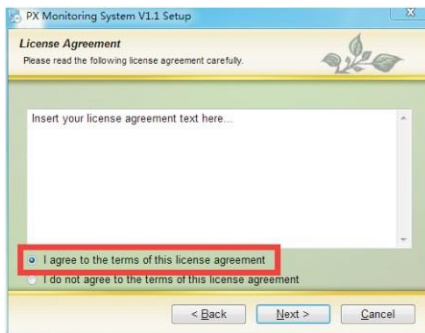 PX Monitoring System V1.1 Setup
License Agreement
Please read the following license agreement carefully.
Insert your license agreement text here...
I agree to the terms of this license agreement
I do not agree to the terms of this license agreement
< Back
Next >
Cancel